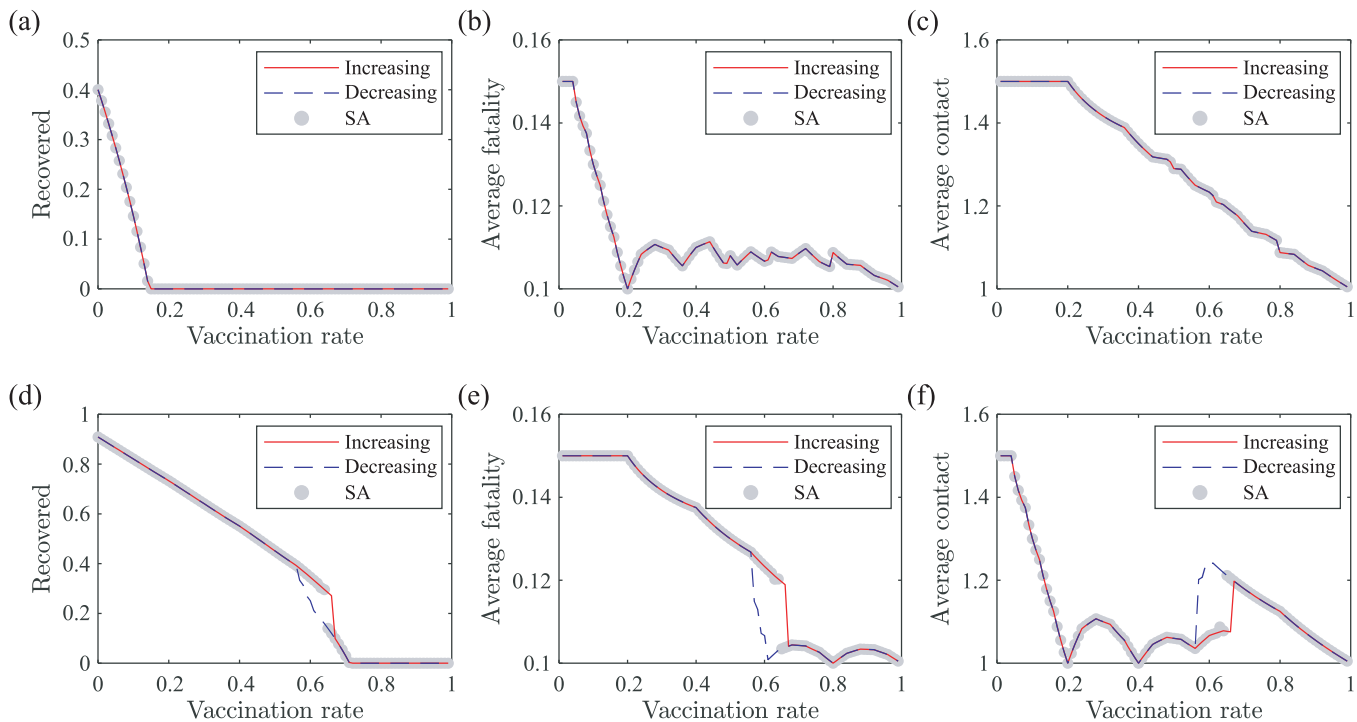 (a)
0.5
0.4
0.3
0.2
0.1
0
Recovered
0 0.2 0.4 0.6 0.8 1
Vaccination rate
Increasing
Decreasing
SA
(b)
0.16
0.14
0.12
0.1
Average fatality
0 0.2 0.4 0.6 0.8 1
Vaccination rate
Increasing
Decreasing
SA
(c)
1.6
1.4
1.2
1
Average contact
0 0.2 0.4 0.6 0.8 1
Vaccination rate
Increasing
Decreasing
SA
(d)
1
0.8
0.6
0.4
0.2
0
Recovered
0 0.2 0.4 0.6 0.8 1
Vaccination rate
Increasing
Decreasing
SA
(e)
0.16
0.14
0.12
0.1
Average fatality
0 0.2 0.4 0.6 0.8 1
Vaccination rate
Increasing
Decreasing
SA
(f)
1.6
1.4
1.2
1
Average contact
0 0.2 0.4 0.6 0.8 1
Vaccination rate
Increasing
Decreasing
SA